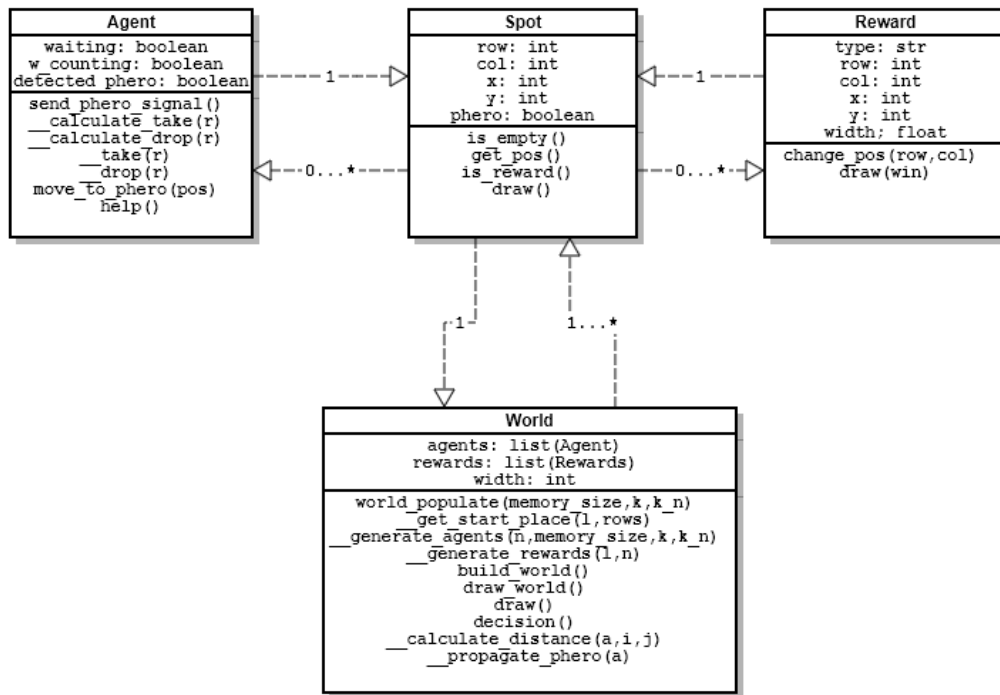 Agent
waiting: boolean
w_counting: boolean
detected phero: boolean
send_phero_signal()
__calculate_take(r)
__calculate_drop(r)
__take(r)
__drop(r)
move_to_phero(pos)
help()
1
0...*
Spot
row: int
col: int
x: int
y: int
phero: boolean
is_empty()
get_pos()
is_reward()
draw()
1
0...*
Reward
type: str
row: int
col: int
x: int
y: int
width; float
change_pos(row,col)
draw(win)
1
1...*
World
agents: list(Agent)
rewards: list(Rewards)
width: int
world_populate(memory_size,k,k_n)
__get_start_place(l,rows)
__generate_agents(n,memory_size,k,k_n)
__generate_rewards(l,n)
build_world()
draw_world()
draw()
decision()
__calculate_distance(a,i,j)
__propagate_phero(a)